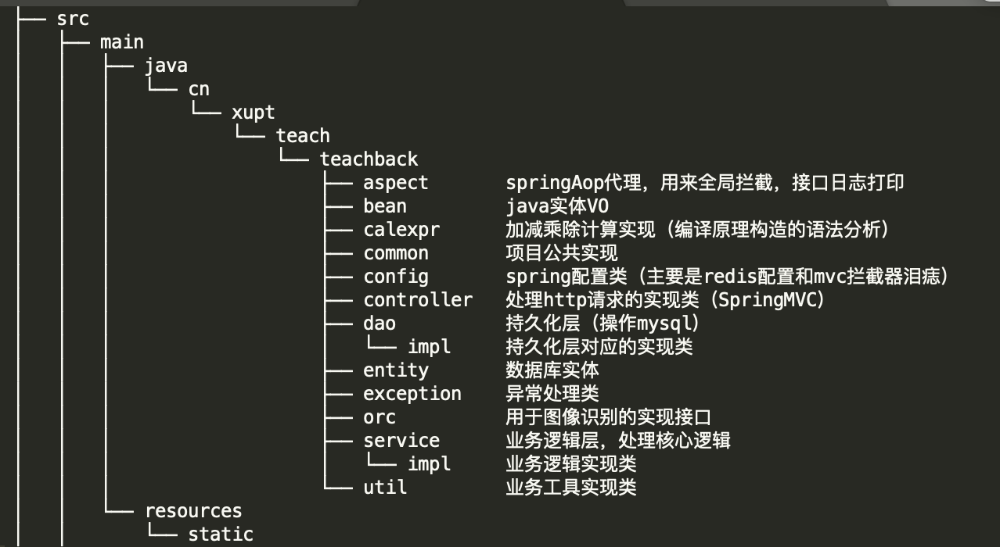 ├── src
│   ├── main
│   │   ├── java
│   │   │   └── cn
│   │   │       └── xupt
│   │   │           └── teach
│   │   │               └── teachback
│   │   │                   ├── aspect       springAop代理，用来全局拦截，接口日志打印
│   │   │                   ├── bean         java实体VO
│   │   │                   ├── calexpr      加减乘除计算实现（编译原理构造的语法分析）
│   │   │                   ├── common       项目公共实现
│   │   │                   ├── config       spring配置类（主要是redis配置和mvc拦截器泪痣）
│   │   │                   ├── controller   处理http请求的实现类（SpringMVC）
│   │   │                   ├── dao          持久化层（操作mysql）
│   │   │                   │   └── impl     持久化层对应的实现类
│   │   │                   ├── entity       数据库实体
│   │   │                   ├── exception    异常处理类
│   │   │                   ├── orc          用于图像识别的实现接口
│   │   │                   ├── service      业务逻辑层，处理核心逻辑
│   │   │                   │   └── impl     业务逻辑实现类
│   │   │                   └── util         业务工具实现类
│   │   └── resources
│   │       └── static